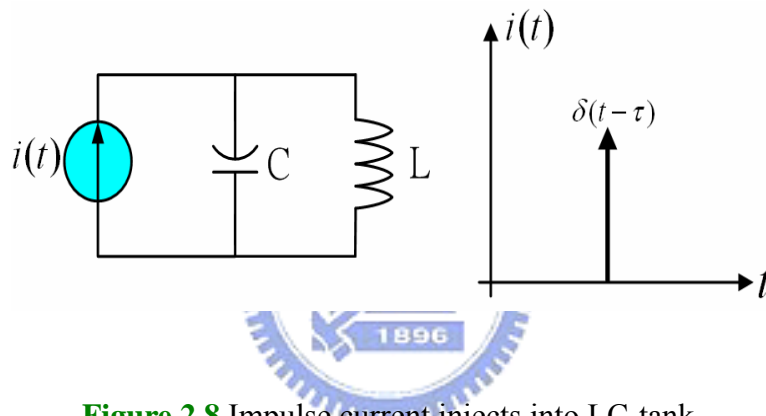 i(t)
δ(t−τ)
i(t)
C
L
t
1896
Figure 2.8 Impulse current injects into LC-tank